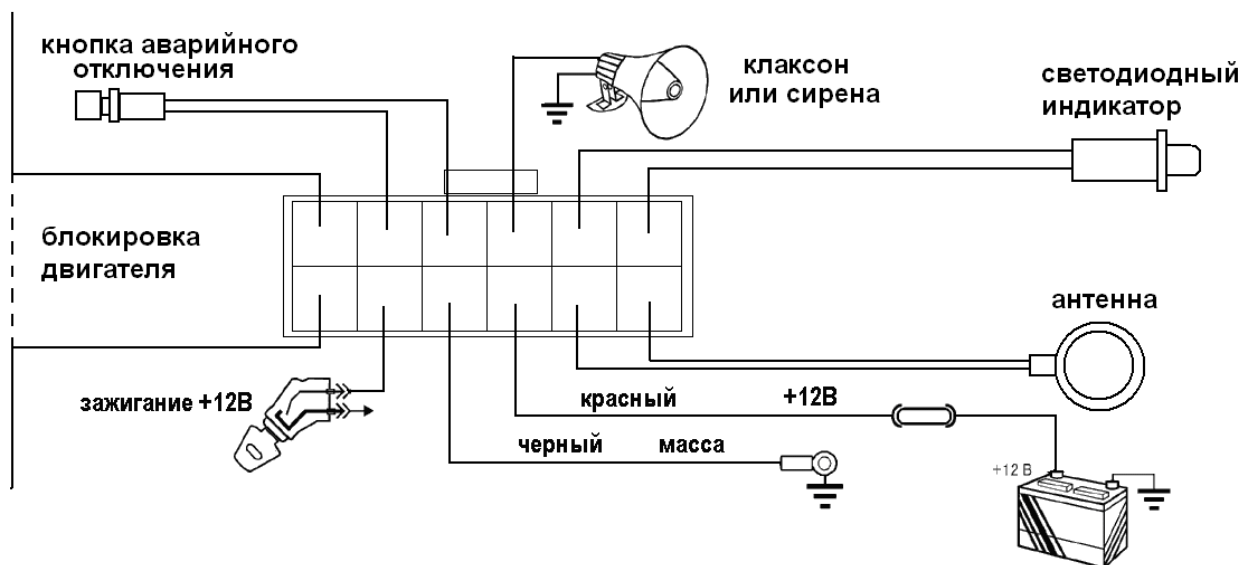 кнопка аварийного
отключения
клаксон
или сирена
светодиодный
индикатор
блокировка
двигателя
антенна
зажигание +12В
красный +12В
черный масса
+12 В